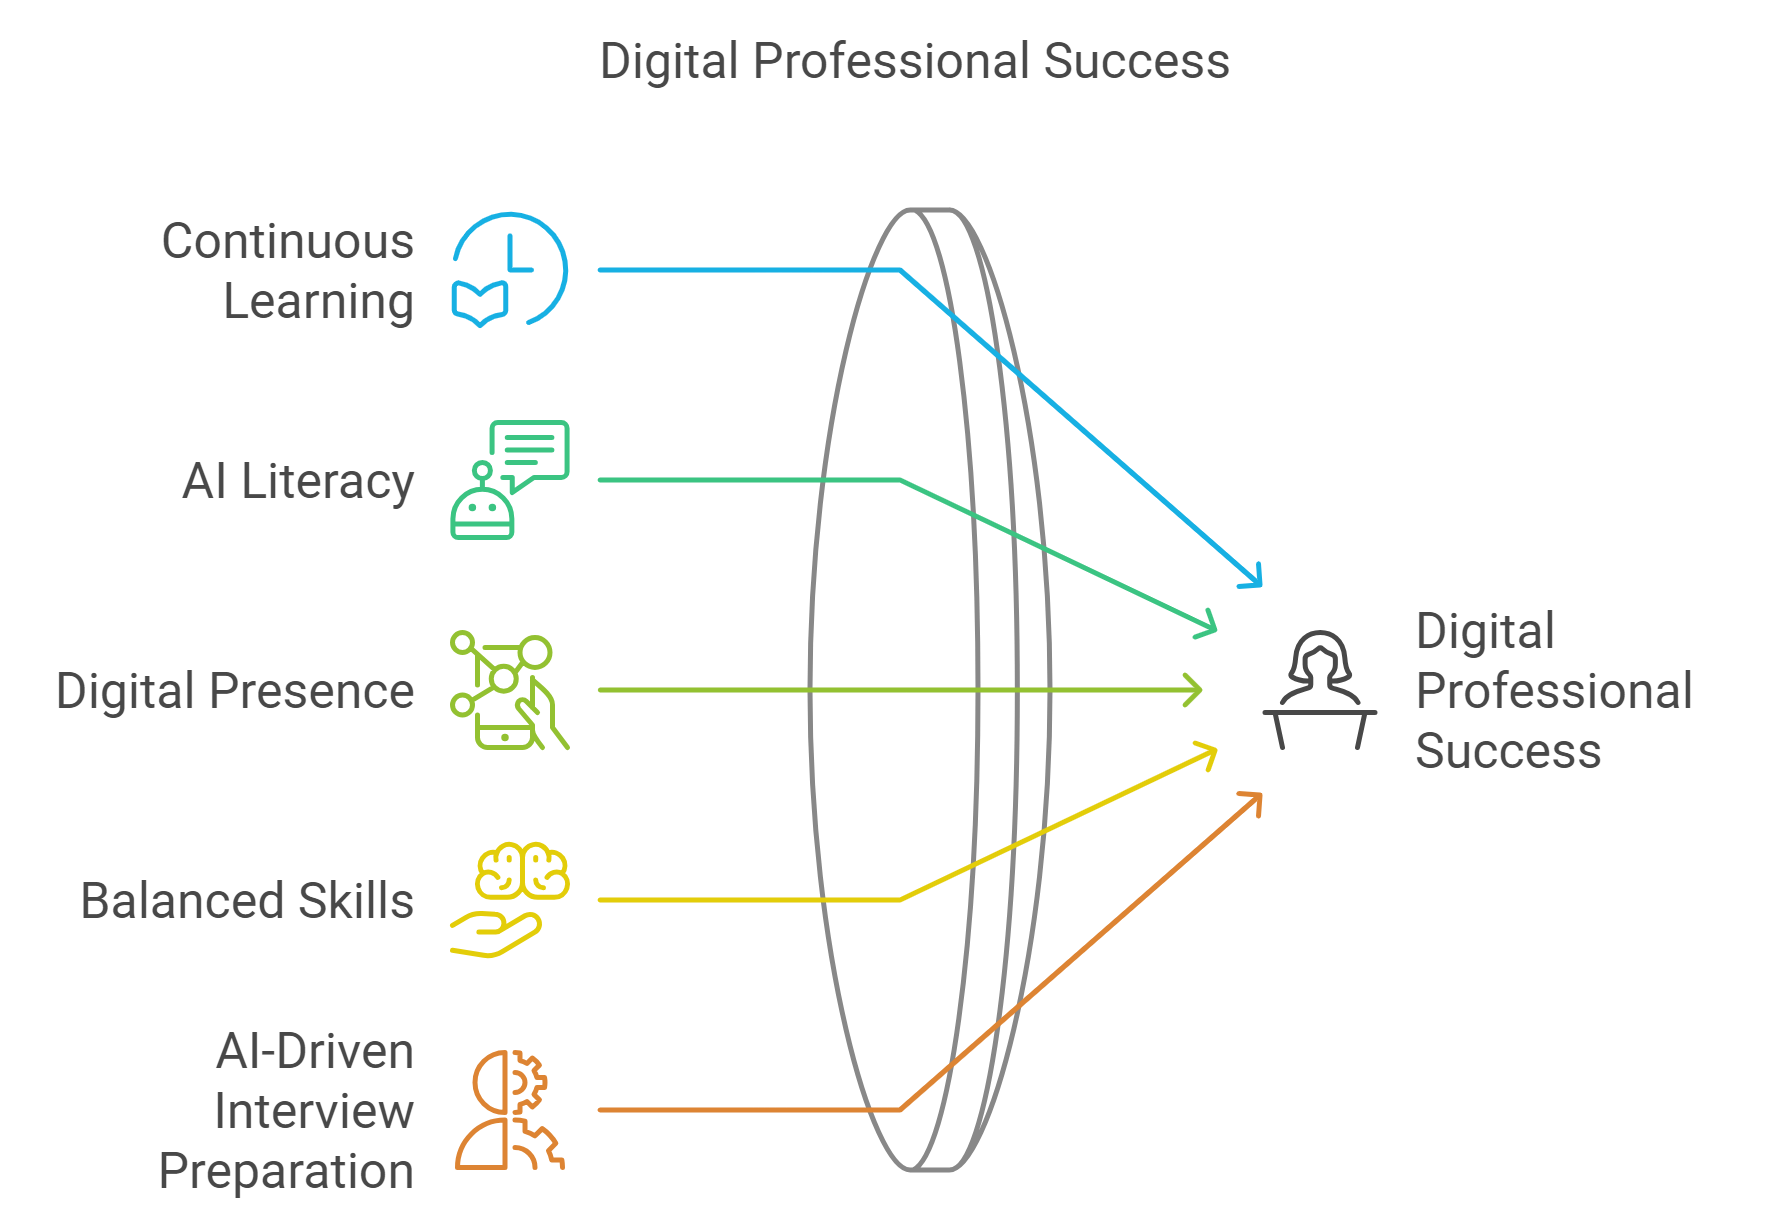 Digital Professional Success
Continuous
Learning
AI Literacy
Digital Presence
Balanced Skills
AI-Driven
Interview
Preparation
Digital
Professional
Success